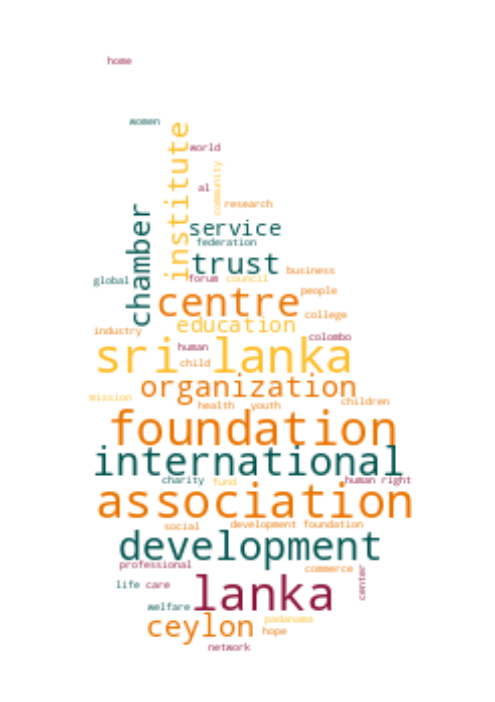 home
women
institute
world
community
al
research
chamber
service
federation
trust
business
global
forum council
people
centre
college
education
industry
colombo
human
sri lanka
child
organization
mission
health youth
children
foundation
international
charity fund
human right
association
social
development foundation
development
professional
commerce
center
life care
lanka
welfare
padanama
ceylon
hope
network